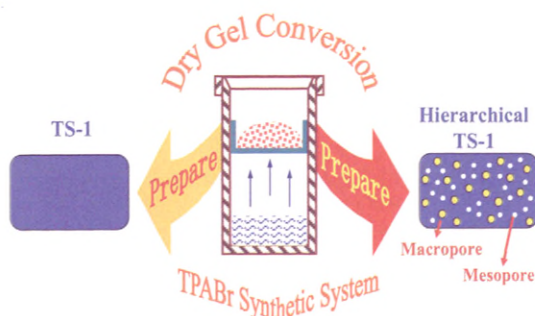 Dry Gel Conversion
TS-1
Prepare
Prepare
Hierarchical
TS-1
Macropore
Mesopore
TPABr Synthetic System